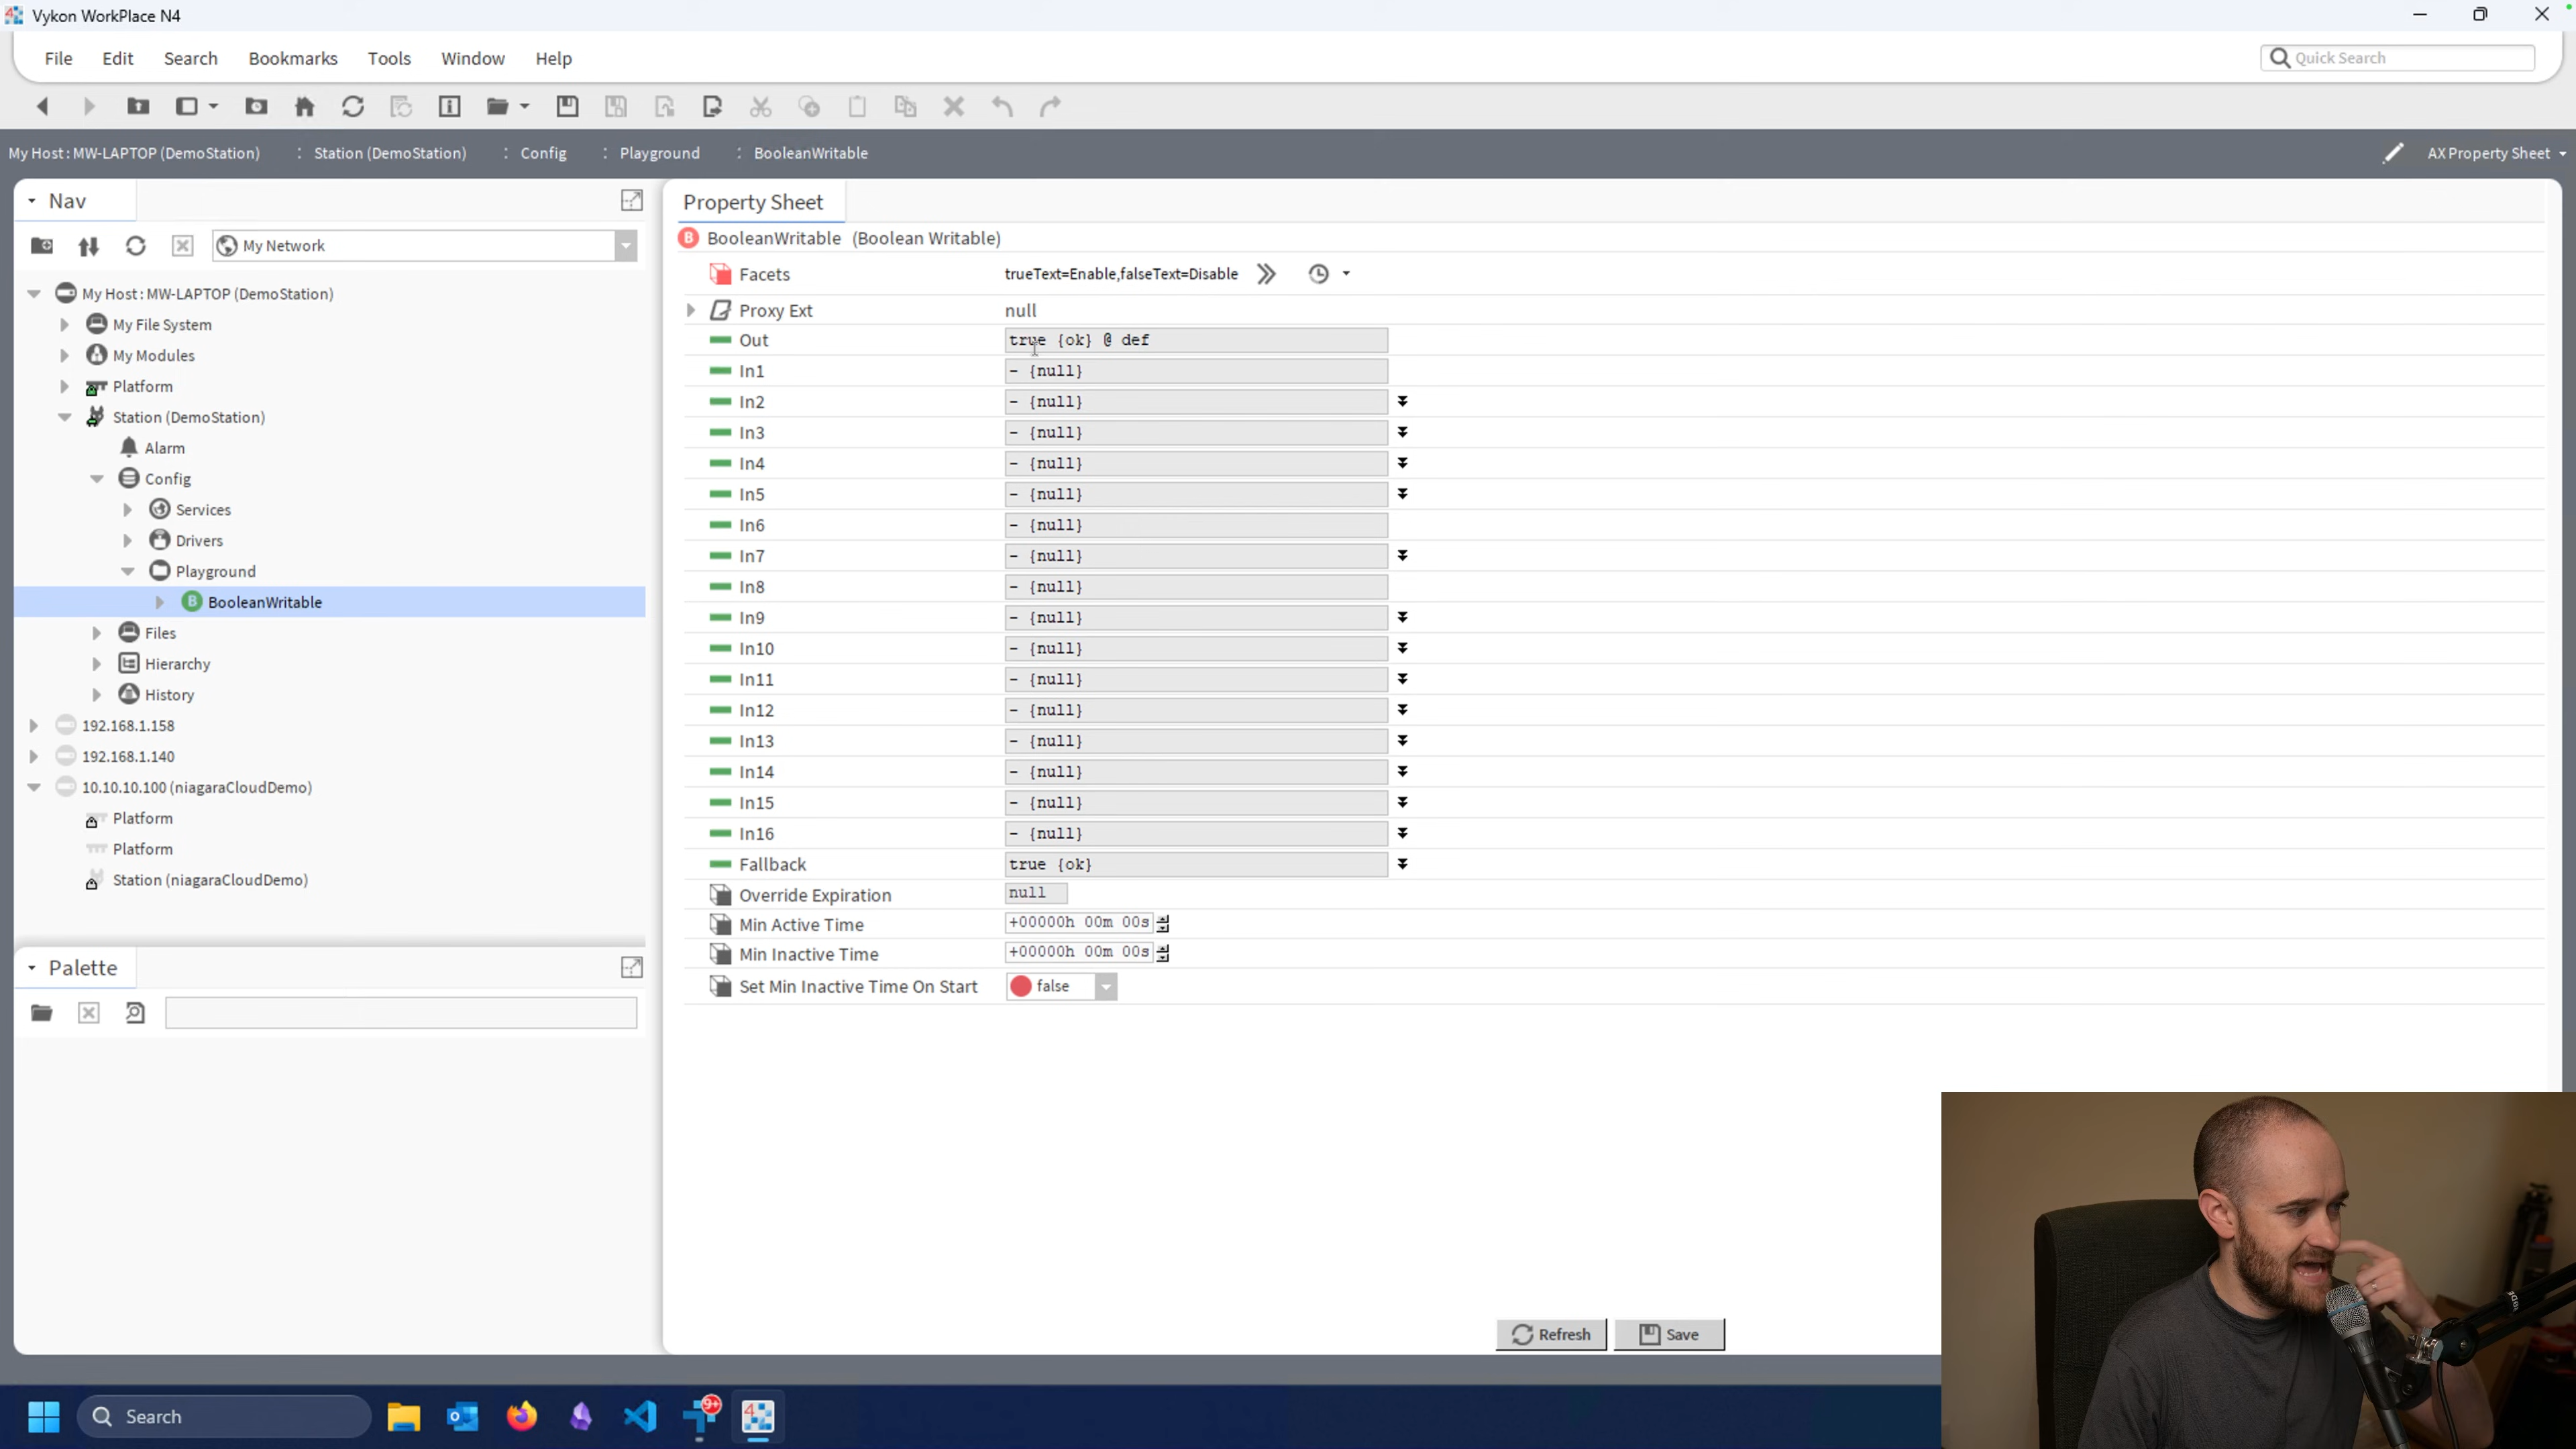 Vykon WorkPlace N4
File Edit Search Bookmarks Tools Window Help
Quick Search
My Host : MW-LAPTOP (DemoStation) : Station (DemoStation) : Config : Playground : BooleanWritable
AX Property Sheet
Nav
My Network
My Host : MW-LAPTOP (DemoStation)
My File System
My Modules
Platform
Station (DemoStation)
Alarm
Config
Services
Drivers
Playground
B BooleanWritable
Files
Hierarchy
History
192.168.1.158
192.168.1.140
10.10.10.100 (niagaraCloudDemo)
Platform
Platform
Station (niagaraCloudDemo)
Palette
Property Sheet
B BooleanWritable (Boolean Writable)
Facets trueText=Enable,falseText=Disable
Proxy Ext null
Out true {ok} @ def
In1 - {null}
In2 - {null}
In3 - {null}
In4 - {null}
In5 - {null}
In6 - {null}
In7 - {null}
In8 - {null}
In9 - {null}
In10 - {null}
In11 - {null}
In12 - {null}
In13 - {null}
In14 - {null}
In15 - {null}
In16 - {null}
Fallback true {ok}
Override Expiration null
Min Active Time +00000h 00m 00s
Min Inactive Time +00000h 00m 00s
Set Min Inactive Time On Start false
Refresh Save
Search
9+
4